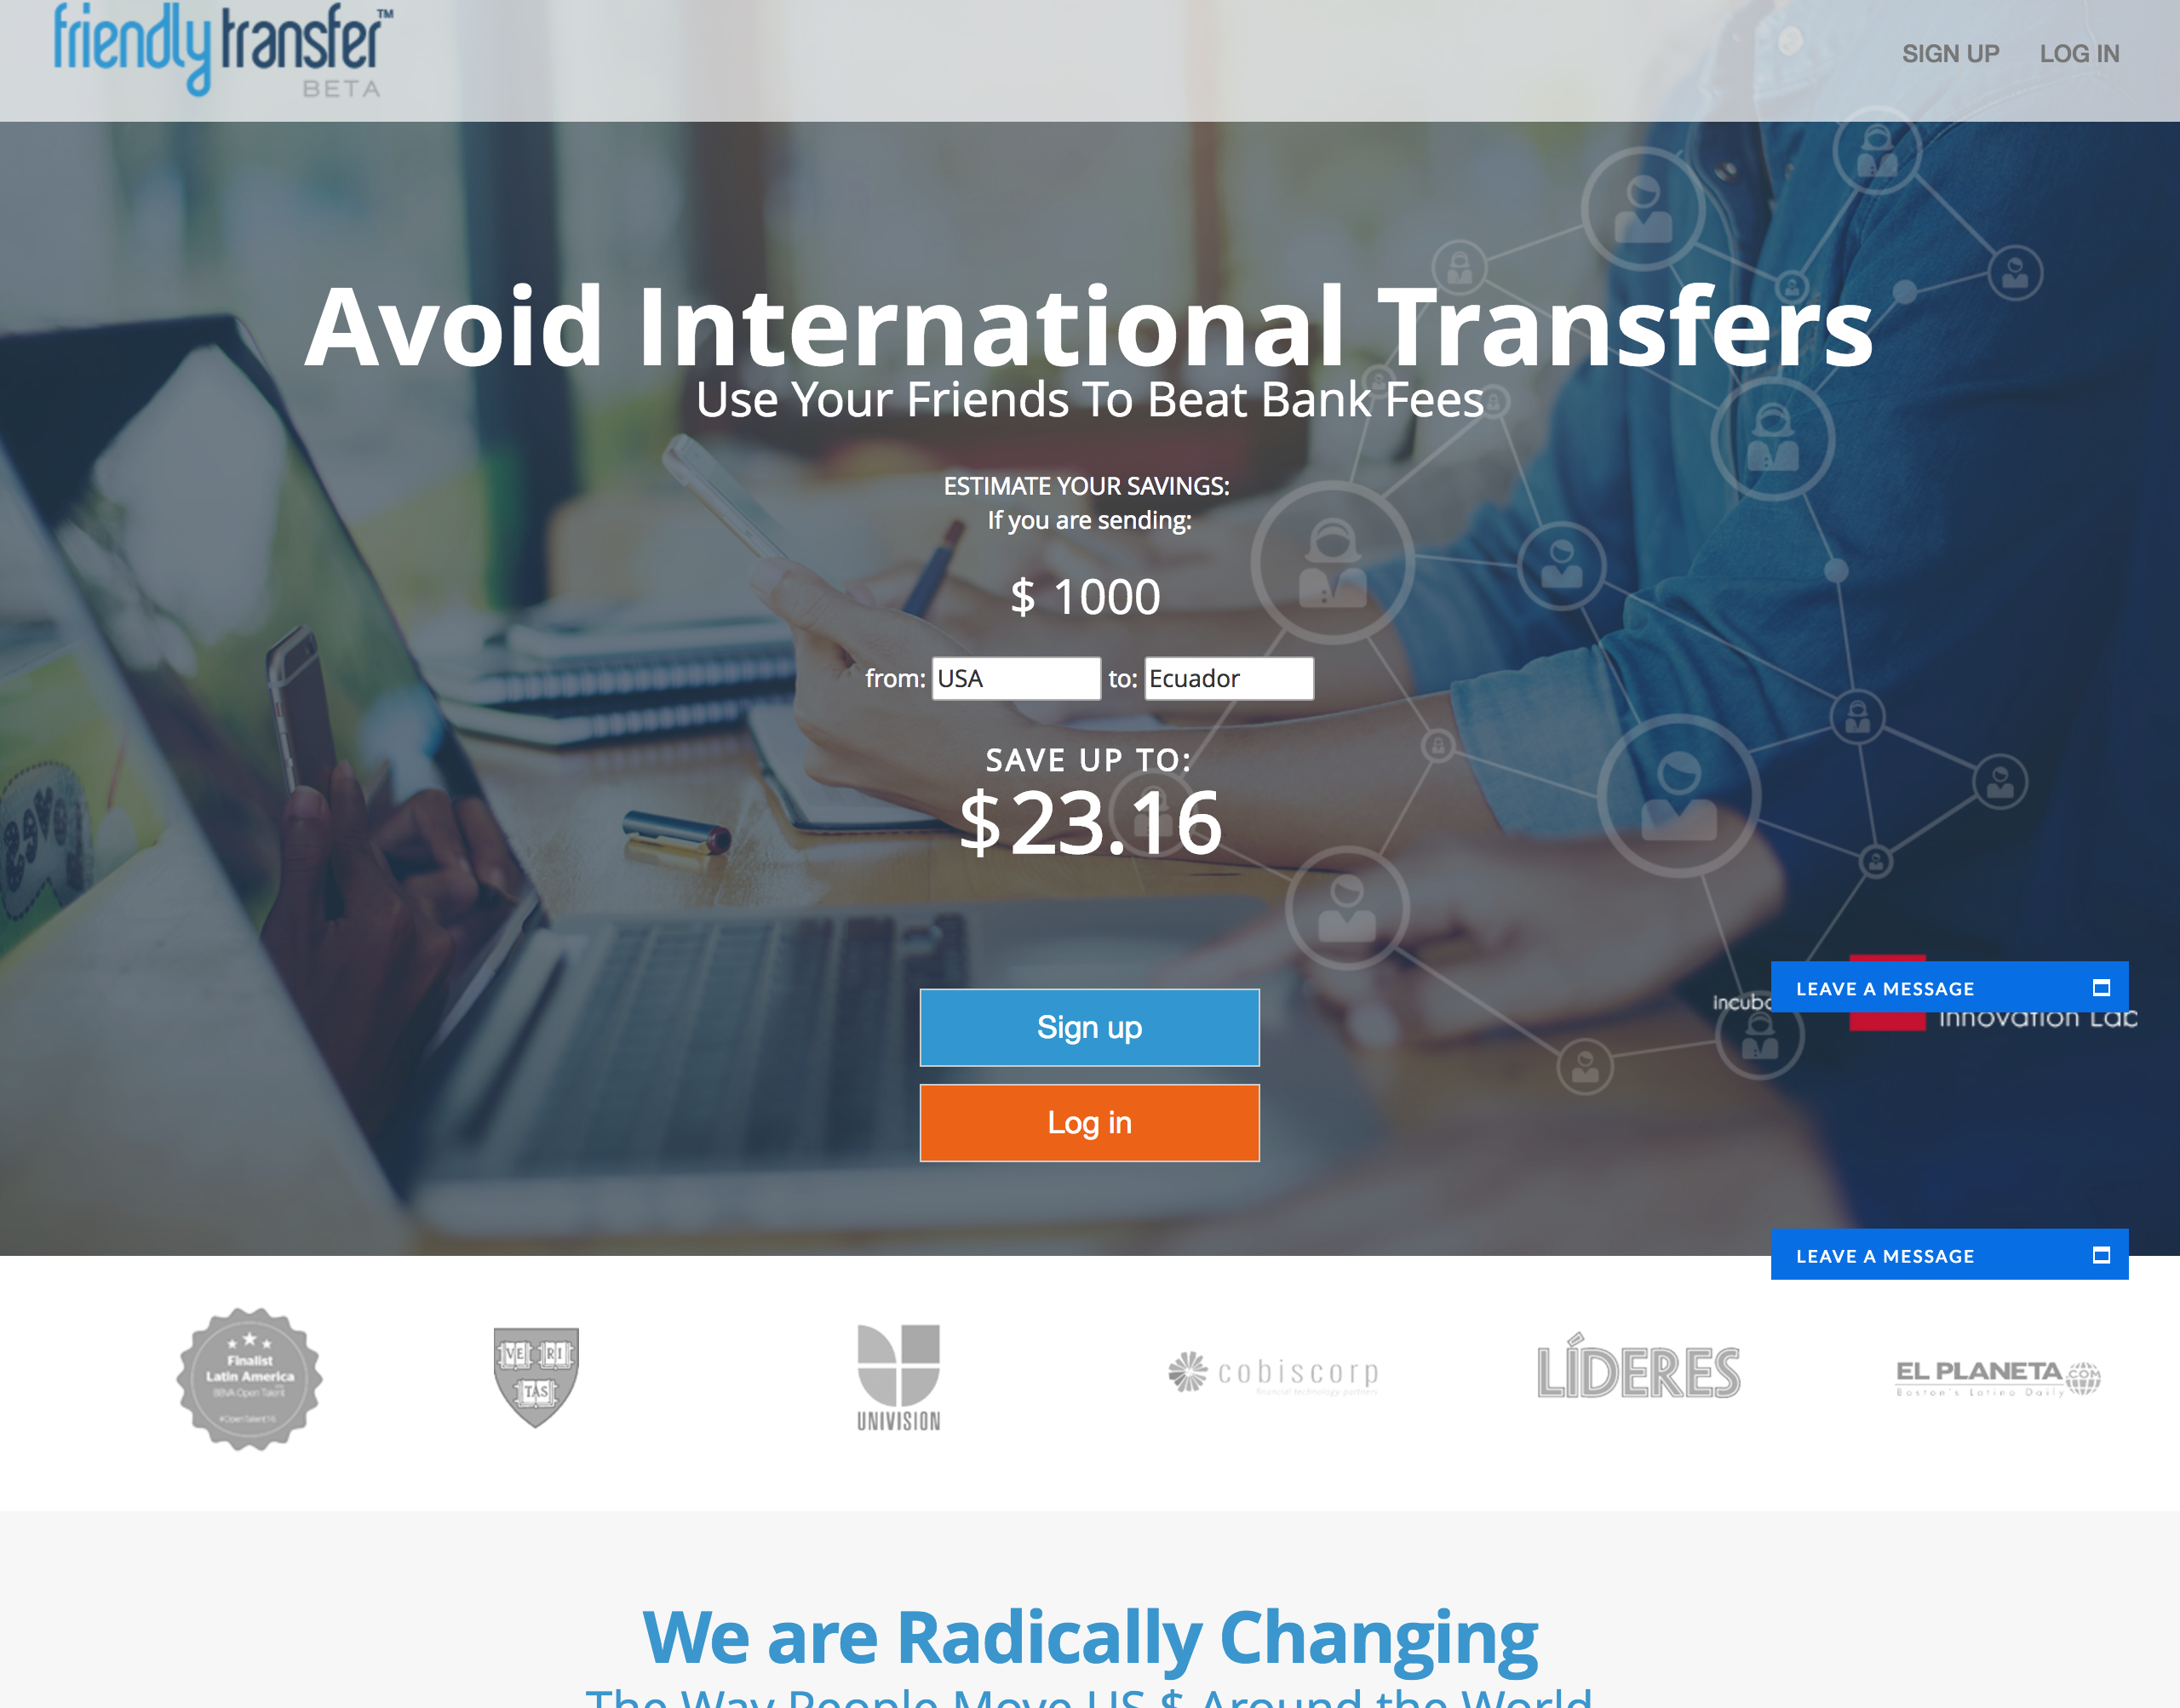 friendly transfer™
BETA
SIGN UP LOG IN
Avoid International Transfers
Use Your Friends To Beat Bank Fees
ESTIMATE YOUR SAVINGS:
If you are sending:
$ 1000
from: USA to: Ecuador
SAVE UP TO:
$23.16
LEAVE A MESSAGE
Innovation Lab
Sign up
Log in
LEAVE A MESSAGE
Finalist
Latin America
BBVA Open Talent
#OpenTalent16
VE RI
TAS
UNIVISION
cobiscorp
financial technology partners
LÍDERES
EL PLANETA.COM
Boston's Latino Daily
We are Radically Changing
The Way People Move US $ Around the World